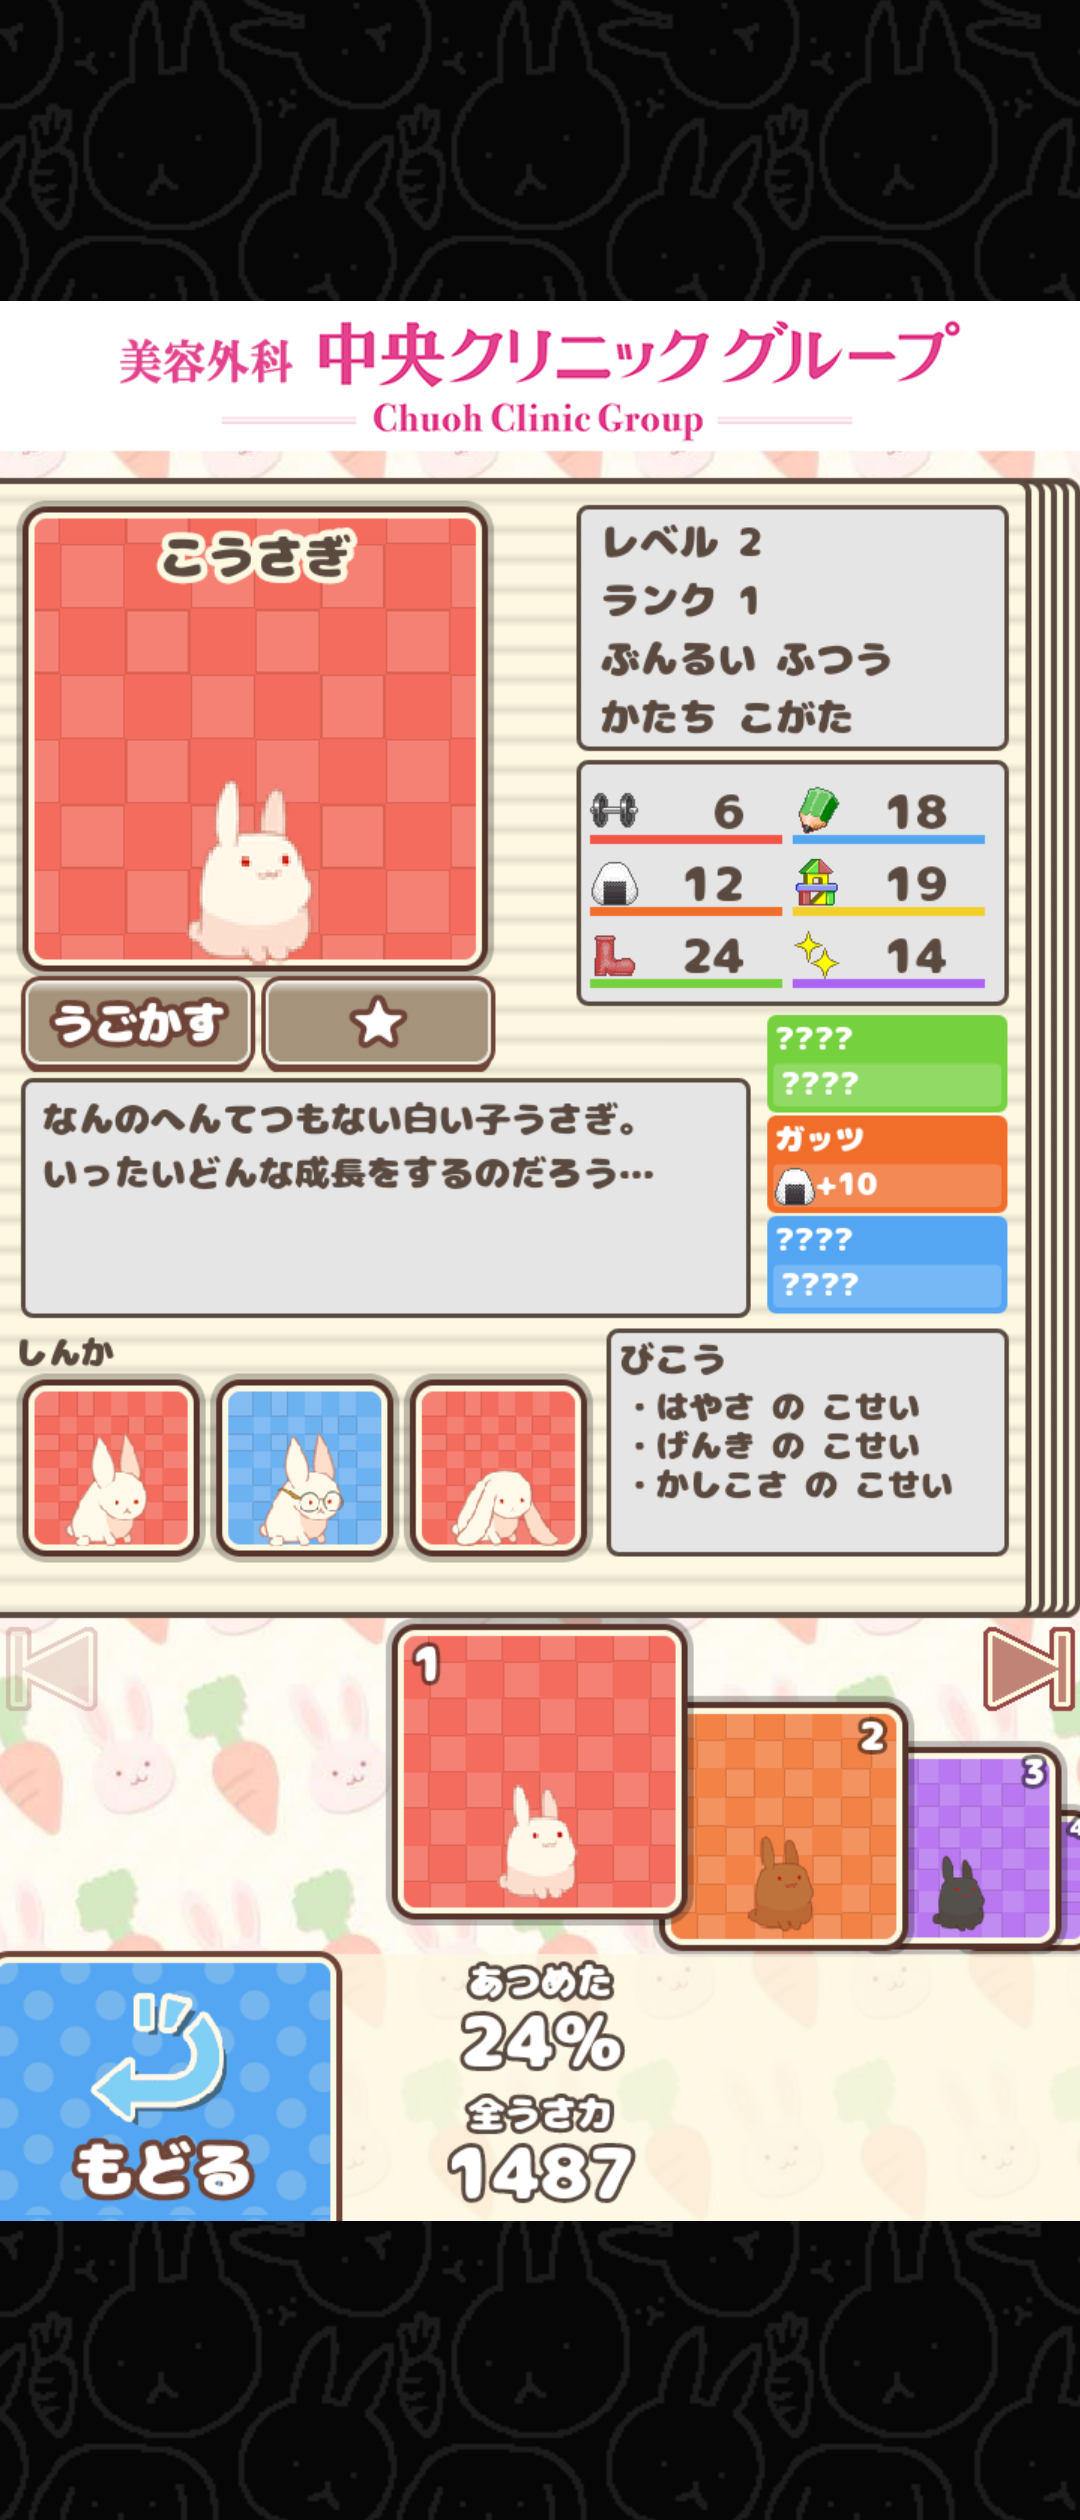 美容外科 中央クリニックグループ
Chuoh Clinic Group
こうさぎ
レベル 2
ランク 1
ぶんるい ふつう
かたち こがた
6 18
12 19
24 14
うごかす ★
????
????
ガッツ
+10
????
????
なんのへんてつもない白い子うさぎ。
いったいどんな成長をするのだろう…
しんか
びこう
・はやさ の こせい
・げんき の こせい
・かしこさ の こせい
1
2
3
4
あつめた
24%
全うさ力
1487
もどる